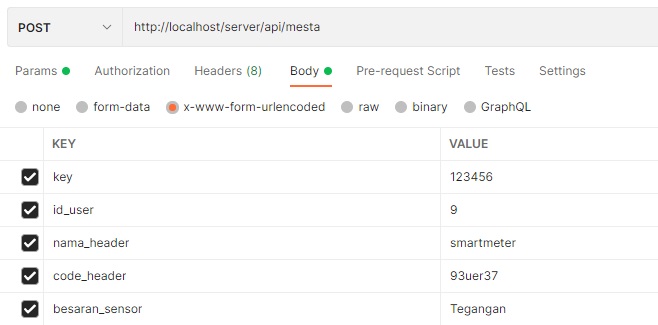 POST http://localhost/server/api/mesta
Params Authorization Headers (8) Body Pre-request Script Tests Settings
none form-data x-www-form-urlencoded raw binary GraphQL
KEY VALUE
key 123456
id_user 9
nama_header smartmeter
code_header 93uer37
besaran_sensor Tegangan